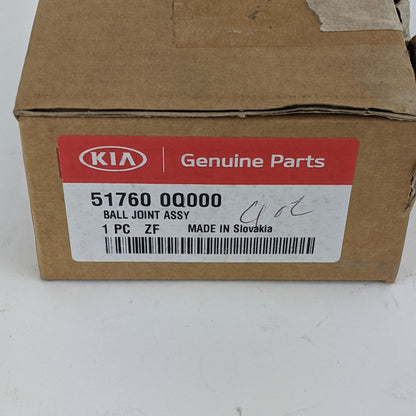 KIA Genuine Parts
51760 0Q000
BALL JOINT ASSY
1 PC ZF MADE IN Slovakia